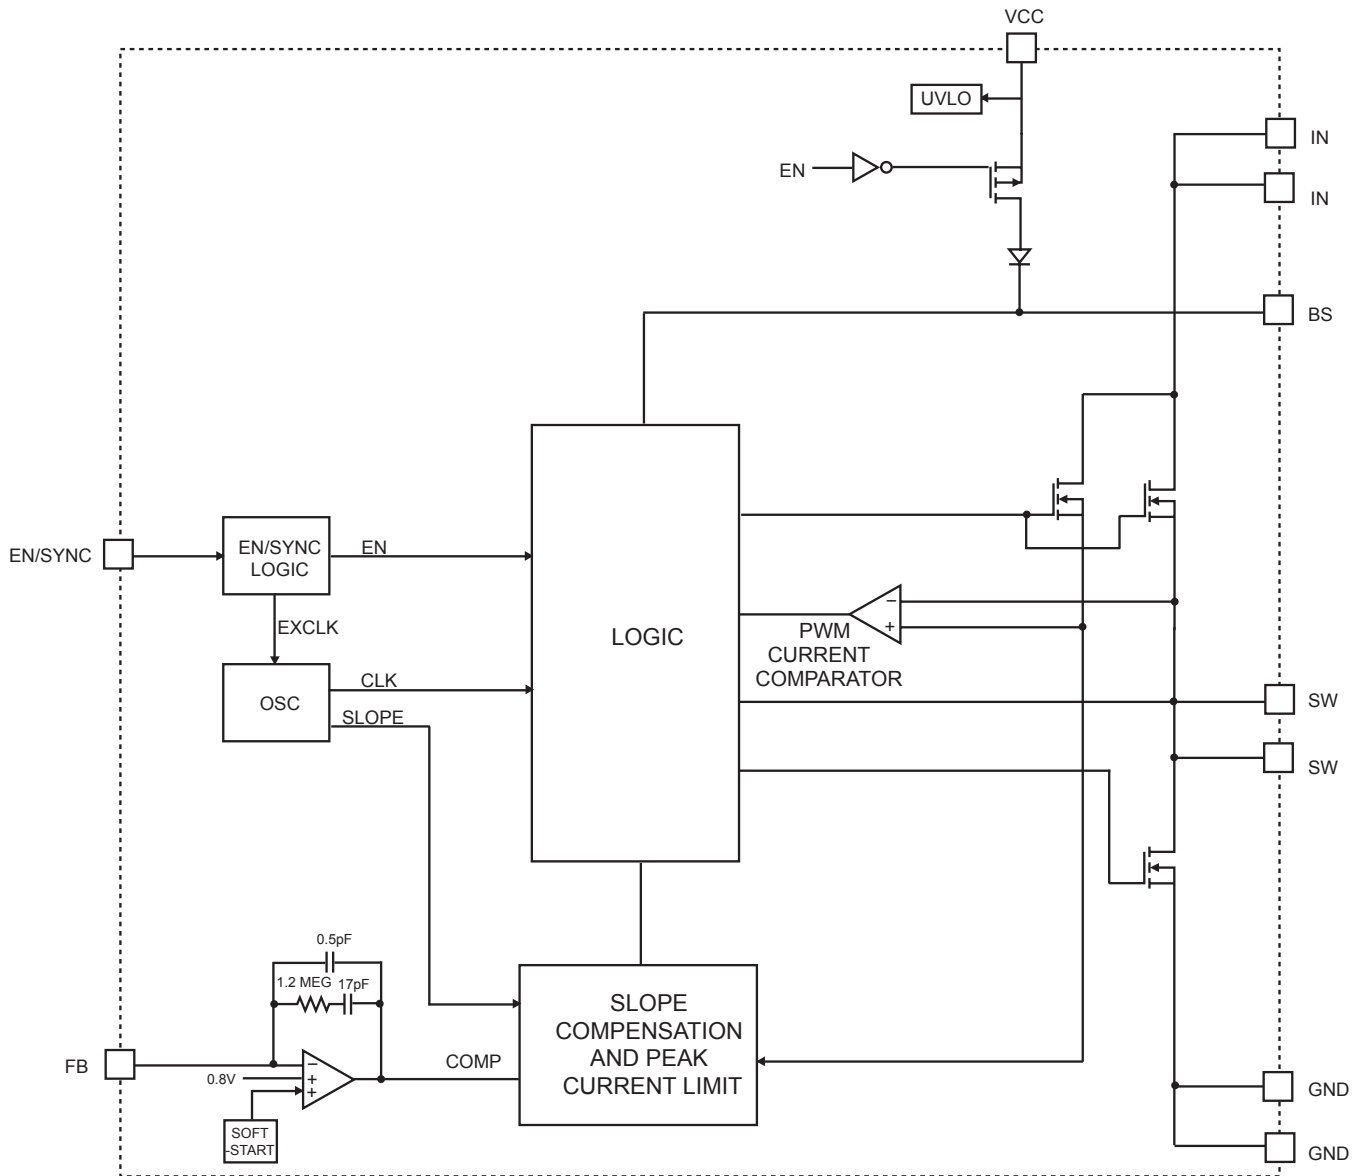 VCC
UVLO
IN
EN
IN
BS
EN/SYNC
EN/SYNC
LOGIC
EN
EXCLK
LOGIC
−
+
PWM
CURRENT
COMPARATOR
OSC
CLK
SLOPE
SW
SW
0.5pF
1.2 MEG
17pF
SLOPE
COMPENSATION
AND PEAK
CURRENT LIMIT
FB
−
0.8V
+
+
COMP
SOFT
-START
GND
GND